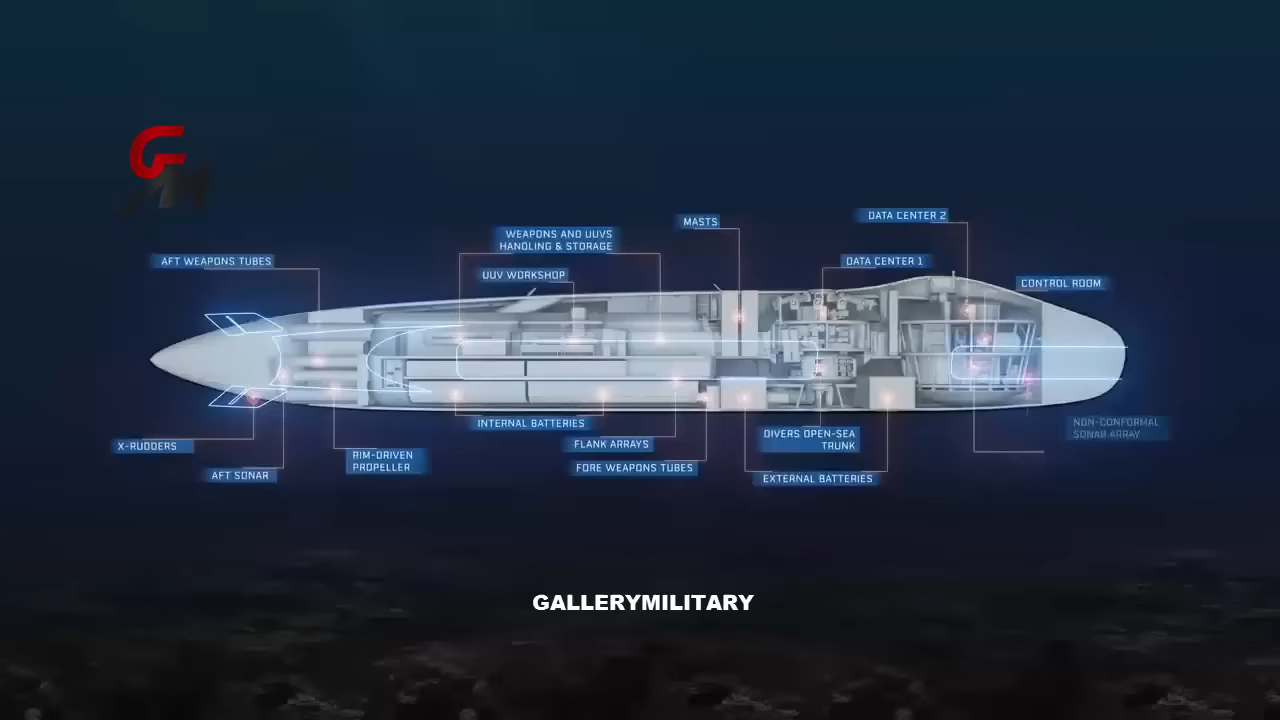 DATA CENTER 2
MASTS
WEAPONS AND UUVS
HANDLING & STORAGE
AFT WEAPONS TUBES
DATA CENTER 1
UUV WORKSHOP
CONTROL ROOM
INTERNAL BATTERIES
NON-CONFORMAL
SONAR ARRAY
X-RUDDERS
FLANK ARRAYS
DIVERS OPEN-SEA
TRUNK
RIM-DRIVEN
PROPELLER
FORE WEAPONS TUBES
AFT SONAR
EXTERNAL BATTERIES
GALLERYMILITARY